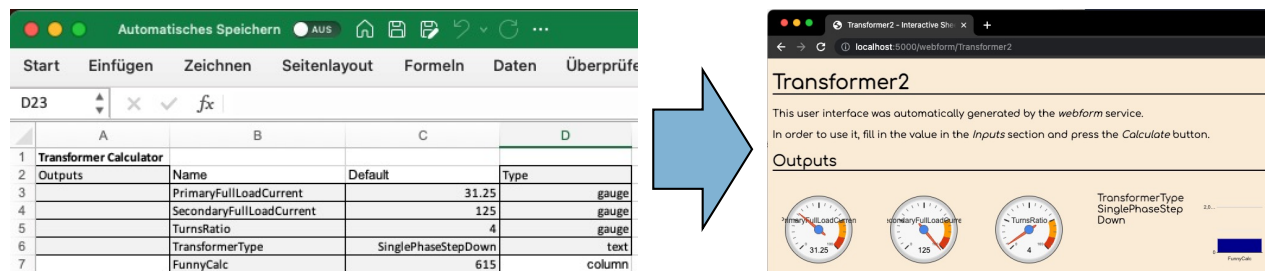 Automatisches Speichern AUS ...
Start Einfügen Zeichnen Seitenlayout Formeln Daten Überprüfe
D23 fx
A B C D
1 Transformer Calculator
2 Outputs Name Default Type
3 PrimaryFullLoadCurrent 31.25 gauge
4 SecondaryFullLoadCurrent 125 gauge
5 TurnsRatio 4 gauge
6 TransformerType SinglePhaseStepDown text
7 FunnyCalc 615 column
Transformer2 - Interactive She × +
localhost:5000/webform/Transformer2
Transformer2
This user interface was automatically generated by the webform service.
In order to use it, fill in the value in the Inputs section and press the Calculate button.
Outputs
TransformerType
SinglePhaseStep
Down
TurnsRatio
31.25 125 4
FunnyCalc